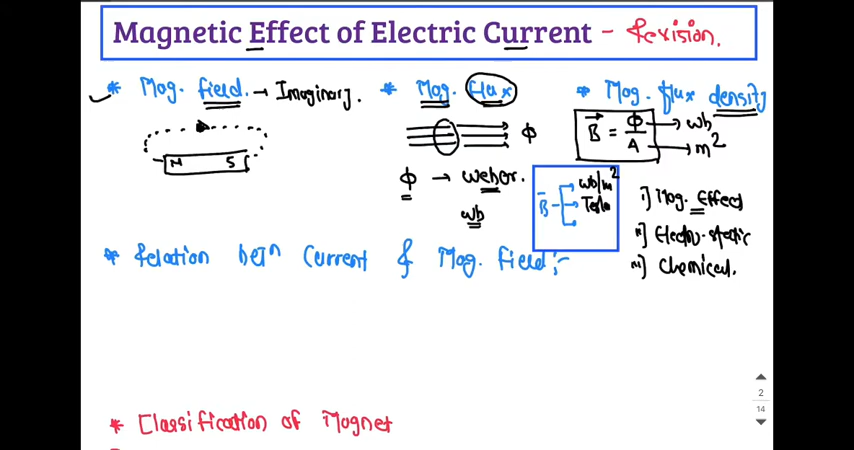 Magnetic Effect of Electric Current - Revision.
* Mag. field. → Imaginary.
N S
* Mag. flux
ϕ
ϕ → weber.
wb
* Mag. flux density
B = ϕ/A
→ wb
→ m²
B
wb/m²
Tesla
i] Mag. Effect
ii] Electro-static
iii] Chemical.
* Relation betn Current & Mag. field :-
2
14
* Classification of Magnet